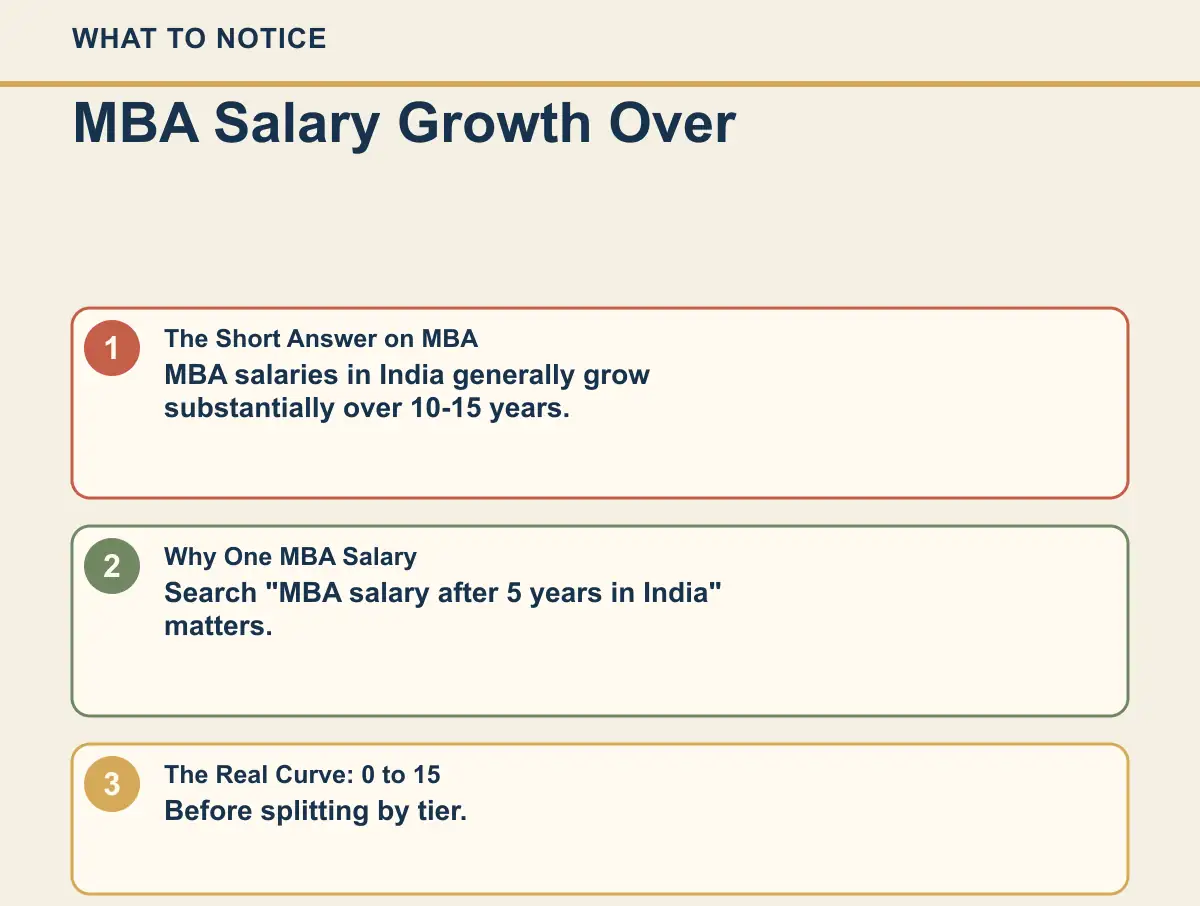 WHAT TO NOTICE
MBA Salary Growth Over
1
The Short Answer on MBA
MBA salaries in India generally grow
substantially over 10-15 years.
2
Why One MBA Salary
Search "MBA salary after 5 years in India"
matters.
3
The Real Curve: 0 to 15
Before splitting by tier.